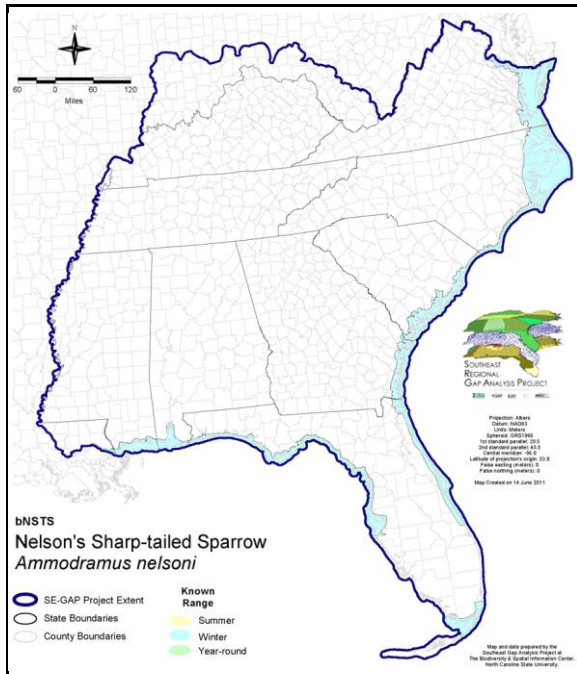 N
60 0 60 120
Miles
SOUTHEAST
REGIONAL
GAP ANALYSIS PROJECT
Projection: Albers
Datum: NAD83
Units: Meters
Spheroid: GRS1980
1st standard parallel: 29.5
2nd standard parallel: 45.5
Central meridian: -96.0
Latitude of projection's origin: 23.0
False easting (meters): 0
False northing (meters): 0
Map Created on 14 June 2011
bNSTS
Nelson's Sharp-tailed Sparrow
Ammodramus nelsoni
SE-GAP Project Extent
State Boundaries
County Boundaries
Known
Range
Summer
Winter
Year-round
Map and data prepared by the
Southeast Gap Analysis Project at
The Biodiversity & Spatial Information Center,
North Carolina State University.